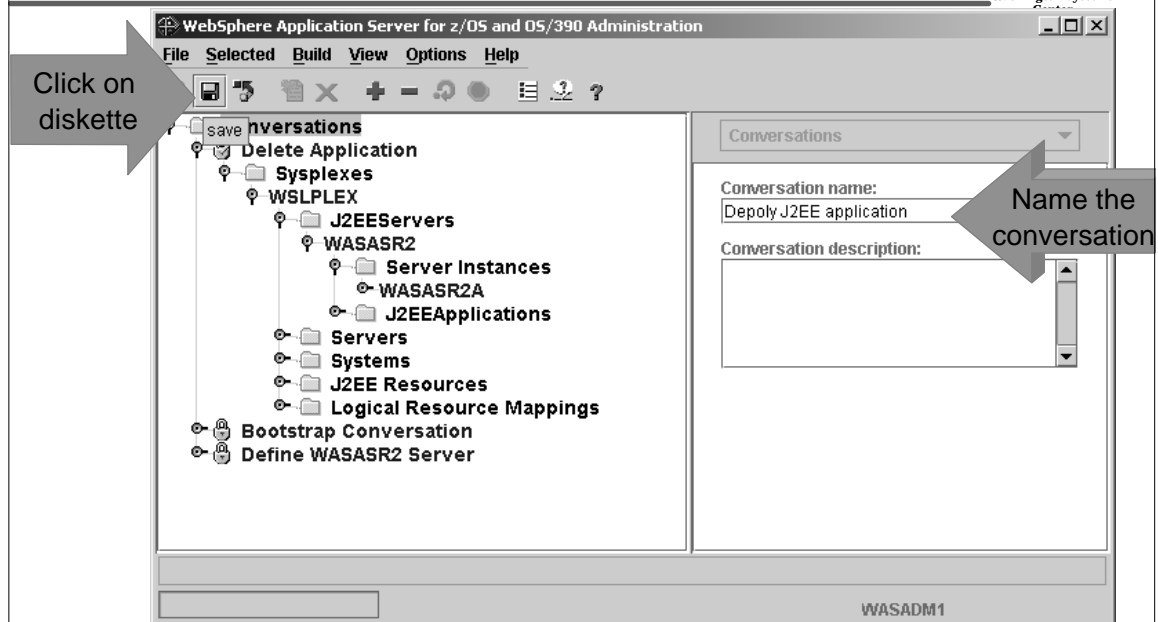 Center
WebSphere Application Server for z/OS and OS/390 Administration
File Selected Build View Options Help
Click on
diskette
save
nversations
Delete Application
Sysplexes
WSLPLEX
J2EEServers
WASASR2
Server Instances
WASASR2A
J2EEApplications
Servers
Systems
J2EE Resources
Logical Resource Mappings
Bootstrap Conversation
Define WASASR2 Server
Conversations
Conversation name:
Depoly J2EE application
Conversation description:
Name the
conversation
WASADM1